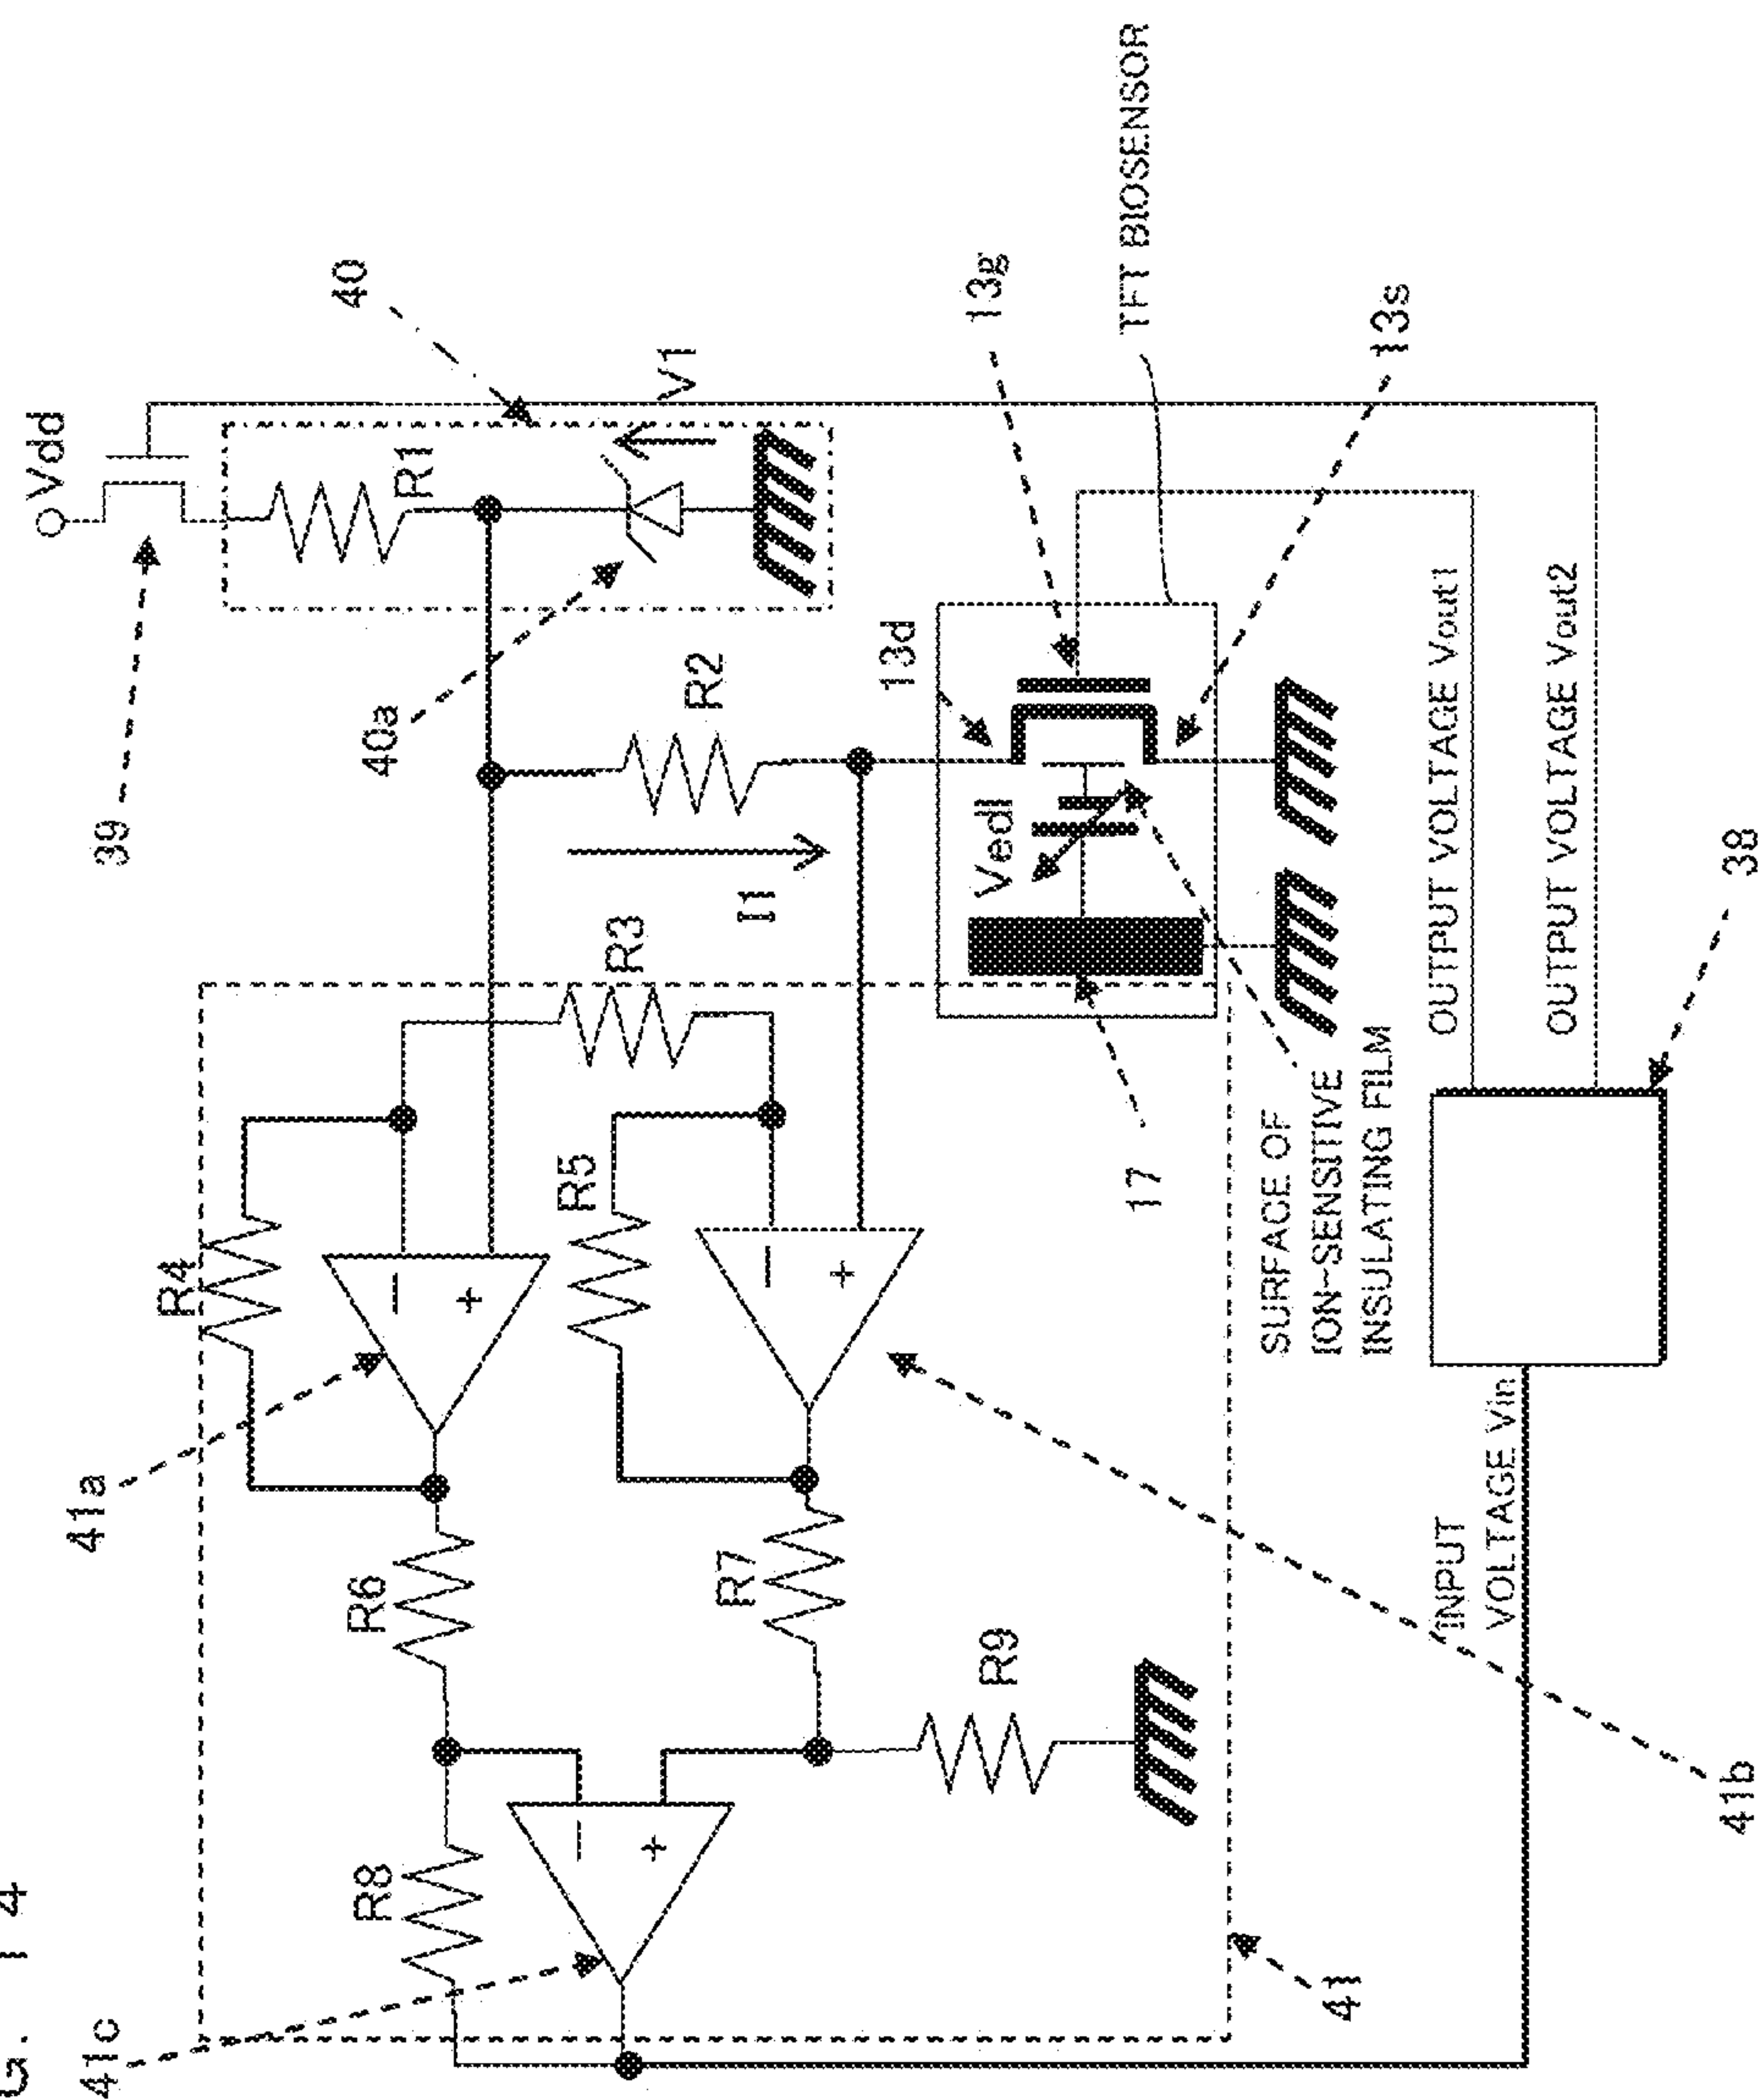 G. 14
Vdd
41c
41a
39
R4
V1
40
R8
R6
R1
40a
R5
R3
R2
R7
I1
13d
Vedl
13g
R9
17
TFT BIOSENSOR
SURFACE OF
ION-SENSITIVE
INSULATING FILM
13s
41
INPUT
VOLTAGE Vin
OUTPUT VOLTAGE Vout1
OUTPUT VOLTAGE Vout2
41b
38